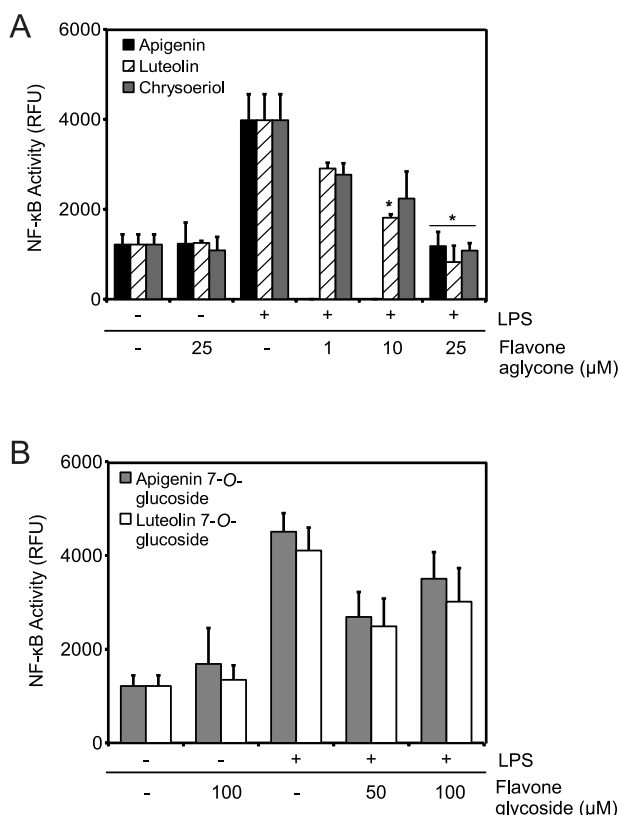 A
6000
4000
2000
0
NF-κB Activity (RFU)
Apigenin
Luteolin
Chrysoeriol
*
*
- - + + + + LPS
- 25 - 1 10 25 Flavone
aglycone (µM)
B
6000
4000
2000
0
NF-κB Activity (RFU)
Apigenin 7-O-
glucoside
Luteolin 7-O-
glucoside
- - + + + LPS
- 100 - 50 100 Flavone
glycoside (µM)